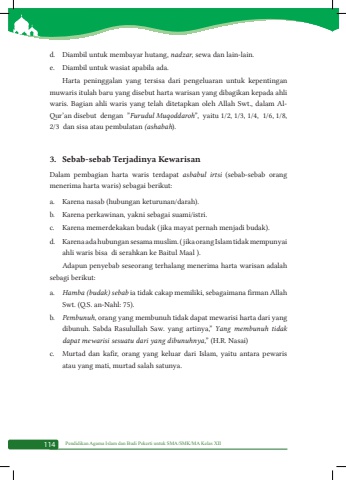 d. Diambil untuk membayar hutang, nadzar, sewa dan lain-lain.
e. Diambil untuk wasiat apabila ada.
Harta peninggalan yang tersisa dari pengeluaran untuk kepentingan
muwaris itulah baru yang disebut harta warisan yang dibagikan kepada ahli
waris. Bagian ahli waris yang telah ditetapkan oleh Allah Swt., dalam Al-
Qur'an disebut dengan "Furudul Muqoddaroh", yaitu 1/2, 1/3, 1/4, 1/6, 1/8,
2/3 dan sisa atau pembulatan (ashabah).
3. Sebab-sebab Terjadinya Kewarisan
Dalam pembagian harta waris terdapat asbabul irtsi (sebab-sebab orang
menerima harta waris) sebagai berikut:
a. Karena nasab (hubungan keturunan/darah).
b. Karena perkawinan, yakni sebagai suami/istri.
c. Karena memerdekakan budak (jika mayat pernah menjadi budak).
d. Karena ada hubungan sesama muslim. ( jika orang Islam tidak mempunyai
ahli waris bisa di serahkan ke Baitul Maal ).
Adapun penyebab seseorang terhalang menerima harta warisan adalah
sebagi berikut:
a. Hamba (budak) sebab ia tidak cakap memiliki, sebagaimana firman Allah
Swt. (Q.S. an-Nahl: 75).
b. Pembunuh, orang yang membunuh tidak dapat mewarisi harta dari yang
dibunuh. Sabda Rasulullah Saw. yang artinya," Yang membunuh tidak
dapat mewarisi sesuatu dari yang dibunuhnya," (H.R. Nasai)
c. Murtad dan kafir, orang yang keluar dari Islam, yaitu antara pewaris
atau yang mati, murtad salah satunya.
114 Pendidikan Agama Islam dan Budi Pekerti untuk SMA/SMK/MA Kelas XII